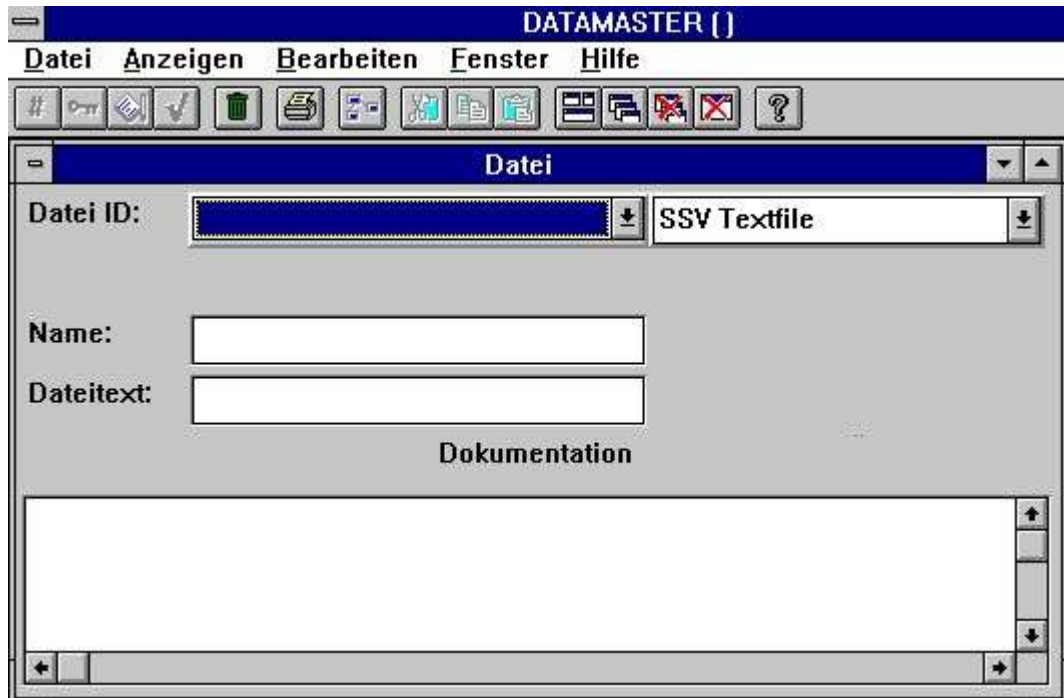 DATAMASTER ( )
Datei Anzeigen Bearbeiten Fenster Hilfe
# ?
Datei
Datei ID: SSV Textfile
Name:
Dateitext:
Dokumentation